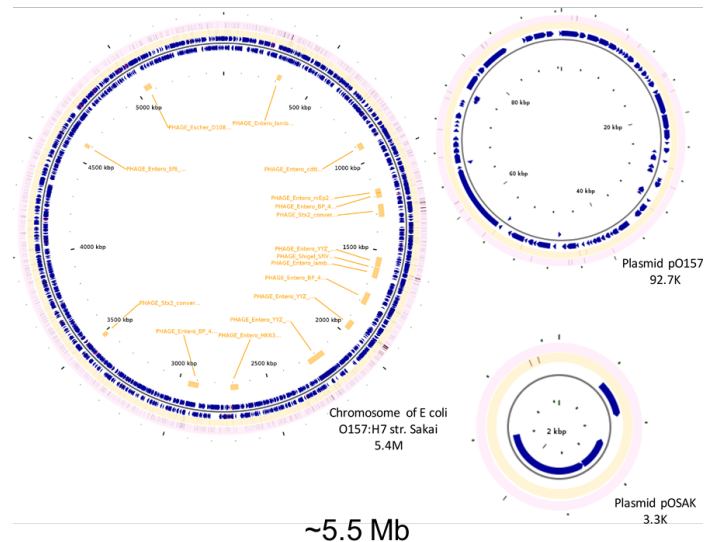 5000 kbp
500
PHAGE_Escher_D108...
PHAGE_Entero_lamb...
4500 kbp
PHAGE_Entero_SfII_...
PHAGE_Entero_cdtI...
1000 kbp
PHAGE_Entero_mEp2...
PHAGE_Entero_BP_4...
PHAGE_Stx2_conver...
4000 kbp
1500 kbp
PHAGE_Entero_YYZ_...
PHAGE_Shigel_SfIV...
PHAGE_Entero_lamb...
PHAGE_Entero_BP_4...
PHAGE_Entero_YYZ_...
PHAGE_Stx2_conver...
3500 kbp
PHAGE_Entero_YYZ_...
2000 kbp
PHAGE_Entero_BP_4...
PHAGE_Entero_HK63...
3000 kbp
2500 kbp
Chromosome of E coli
O157:H7 str. Sakai
5.4M
80 kbp
20 kbp
60 kbp
40 kbp
Plasmid pO157
92.7K
2 kbp
Plasmid pOSAK
3.3K
~5.5 Mb